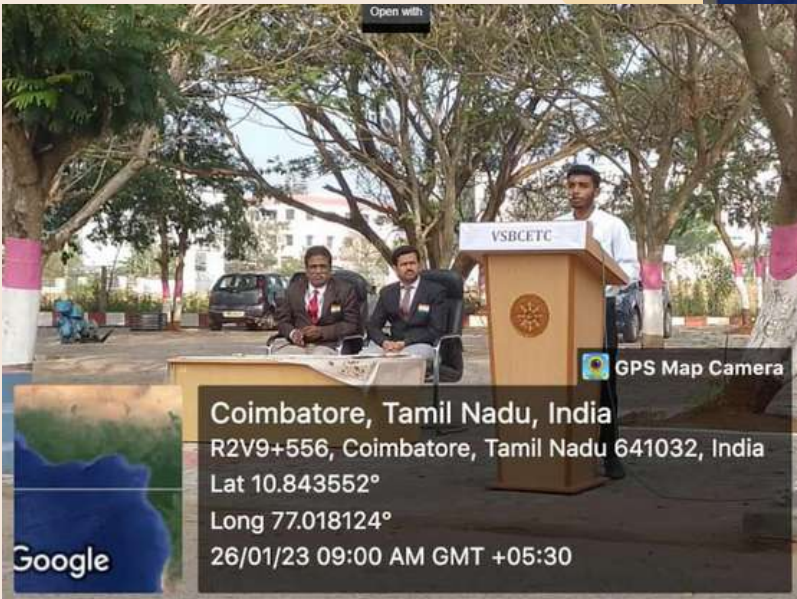 Open with
VSBCETC
GPS Map Camera
Coimbatore, Tamil Nadu, India
R2V9+556, Coimbatore, Tamil Nadu 641032, India
Lat 10.843552°
Long 77.018124°
26/01/23 09:00 AM GMT +05:30
Google